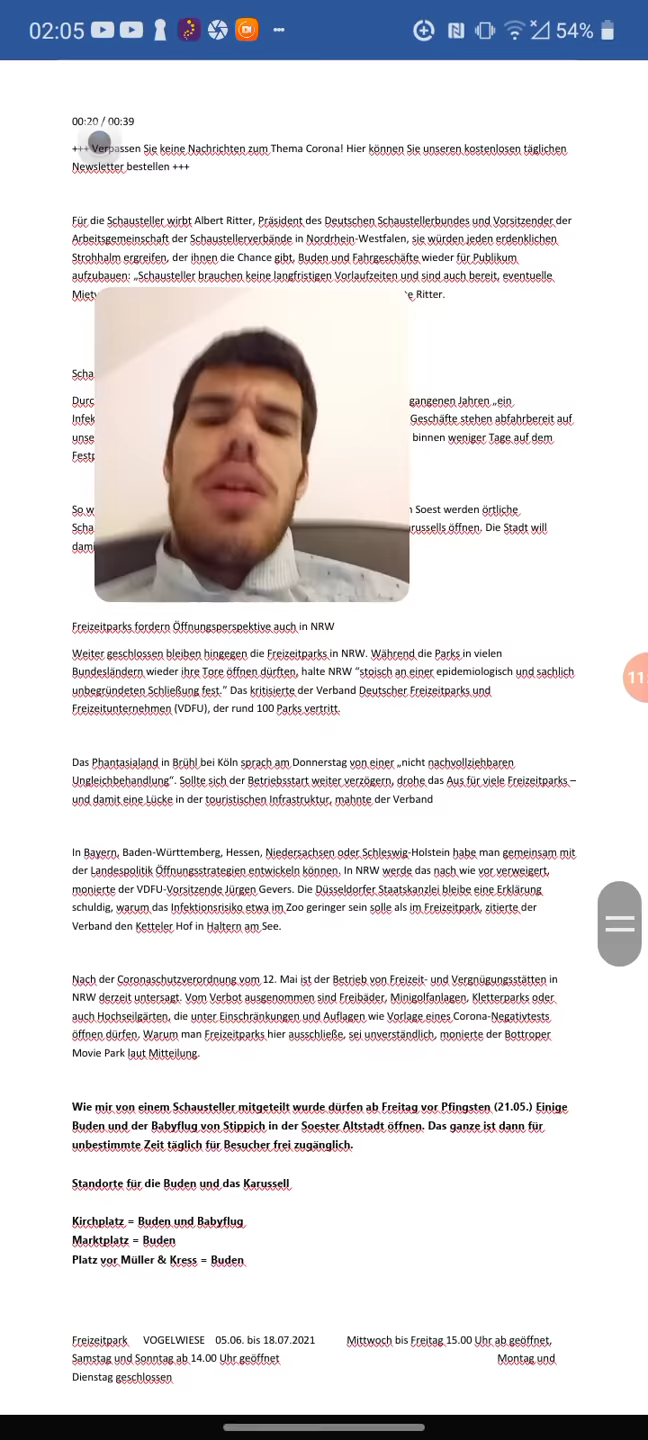 02:05
54%
00:20 / 00:39
+++ Verpassen Sie keine Nachrichten zum Thema Corona! Hier können Sie unseren kostenlosen täglichen
Newsletter bestellen +++
Für die Schausteller wirbt Albert Ritter, Präsident des Deutschen Schaustellerbundes und Vorsitzender der
Arbeitsgemeinschaft der Schaustellerverbände in Nordrhein-Westfalen, sie würden jeden erdenklichen
Strohhalm ergreifen, der ihnen die Chance gibt, Buden und Fahrgeschäfte wieder für Publikum
aufzubauen: „Schausteller brauchen keine langfristigen Vorlaufzeiten und sind auch bereit, eventuelle
Ritter.
gangenen Jahren „ein
Geschäfte stehen abfahrbereit auf
unse binnen weniger Tage auf dem
So w Soest werden örtliche
Scha russells öffnen. Die Stadt will
Freizeitparks fordern Öffnungsperspektive auch in NRW
Weiter geschlossen bleiben hingegen die Freizeitparks in NRW. Während die Parks in vielen
Bundesländern wieder ihre Tore öffnen dürften, halte NRW "stoisch an einer epidemiologisch und sachlich
unbegründeten Schließung fest." Das kritisierte der Verband Deutscher Freizeitparks und
Freizeitunternehmen (VDFU), der rund 100 Parks vertritt.
Das Phantasialand in Brühl bei Köln sprach am Donnerstag von einer „nicht nachvollziehbaren
Ungleichbehandlung“. Sollte sich der Betriebsstart weiter verzögern, drohe das Aus für viele Freizeitparks –
und damit eine Lücke in der touristischen Infrastruktur, mahnte der Verband
In Bayern, Baden-Württemberg, Hessen, Niedersachsen oder Schleswig-Holstein habe man gemeinsam mit
der Landespolitik Öffnungsstrategien entwickeln können. In NRW werde das nach wie vor verweigert,
monierte der VDFU-Vorsitzende Jürgen Gevers. Die Düsseldorfer Staatskanzlei bleibe eine Erklärung
schuldig, warum das Infektionsrisiko etwa im Zoo geringer sein solle als im Freizeitpark, zitierte der
Verband den Ketteler Hof in Haltern am See.
Nach der Coronaschutzverordnung vom 12. Mai ist der Betrieb von Freizeit- und Vergnügungsstätten in
NRW derzeit untersagt. Vom Verbot ausgenommen sind Freibäder, Minigolfanlagen, Kletterparks oder
auch Hochseilgärten, die unter Einschränkungen und Auflagen wie Vorlage eines Corona-Negativtests
öffnen dürfen. Warum man Freizeitparks hier ausschließe, sei unverständlich, monierte der Bottroper
Movie Park laut Mitteilung.
Wie mir von einem Schausteller mitgeteilt wurde dürfen ab Freitag vor Pfingsten (21.05.) Einige
Buden und der Babyflug von Stippich in der Soester Altstadt öffnen. Das ganze ist dann für
unbestimmte Zeit täglich für Besucher frei zugänglich.
Standorte für die Buden und das Karussell
Kirchplatz = Buden und Babyflug
Marktplatz = Buden
Platz vor Müller & Kress = Buden
Freizeitpark VOGELWIESE 05.06. bis 18.07.2021 Mittwoch bis Freitag 15.00 Uhr ab geöffnet,
Samstag und Sonntag ab 14.00 Uhr geöffnet Montag und
Dienstag geschlossen